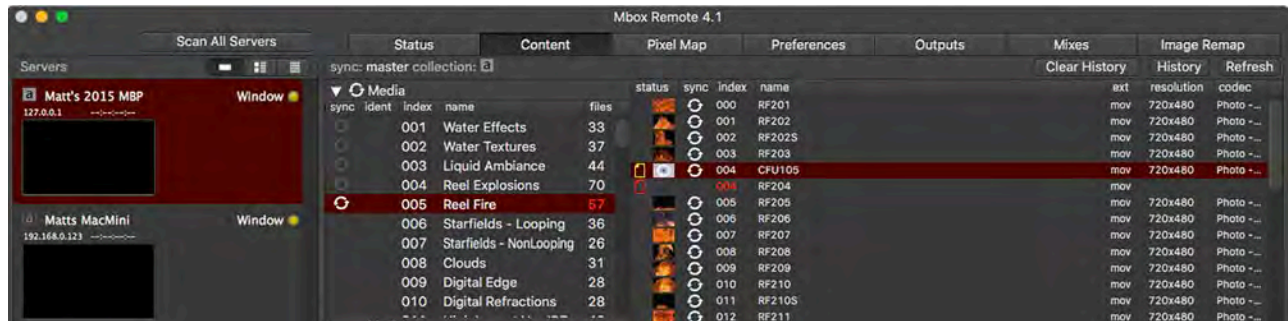 Mbox Remote 4.1
Scan All Servers
Status Content Pixel Map Preferences Outputs Mixes Image Remap
Servers
sync: master collection: a
Clear History History Refresh
a Matt's 2015 MBP Window
127.0.0.1 --:--:--:--
a Matts MacMini Window
192.168.0.123 --:--:--:--
Media
sync ident index name files
001 Water Effects 33
002 Water Textures 37
003 Liquid Ambiance 44
004 Reel Explosions 70
005 Reel Fire 57
006 Starfields - Looping 36
007 Starfields - NonLooping 26
008 Clouds 31
009 Digital Edge 28
010 Digital Refractions 28
status sync index name ext resolution codec
000 RF201 mov 720x480 Photo -...
001 RF202 mov 720x480 Photo -...
002 RF202S mov 720x480 Photo -...
003 RF203 mov 720x480 Photo -...
004 CFU105 mov 720x480 Photo -...
004 RF204 mov
005 RF205 mov 720x480 Photo -...
006 RF206 mov 720x480 Photo -...
007 RF207 mov 720x480 Photo -...
008 RF208 mov 720x480 Photo -...
009 RF209 mov 720x480 Photo -...
010 RF210 mov 720x480 Photo -...
011 RF210S mov 720x480 Photo -...
012 RF211 mov 720x480 Photo -...